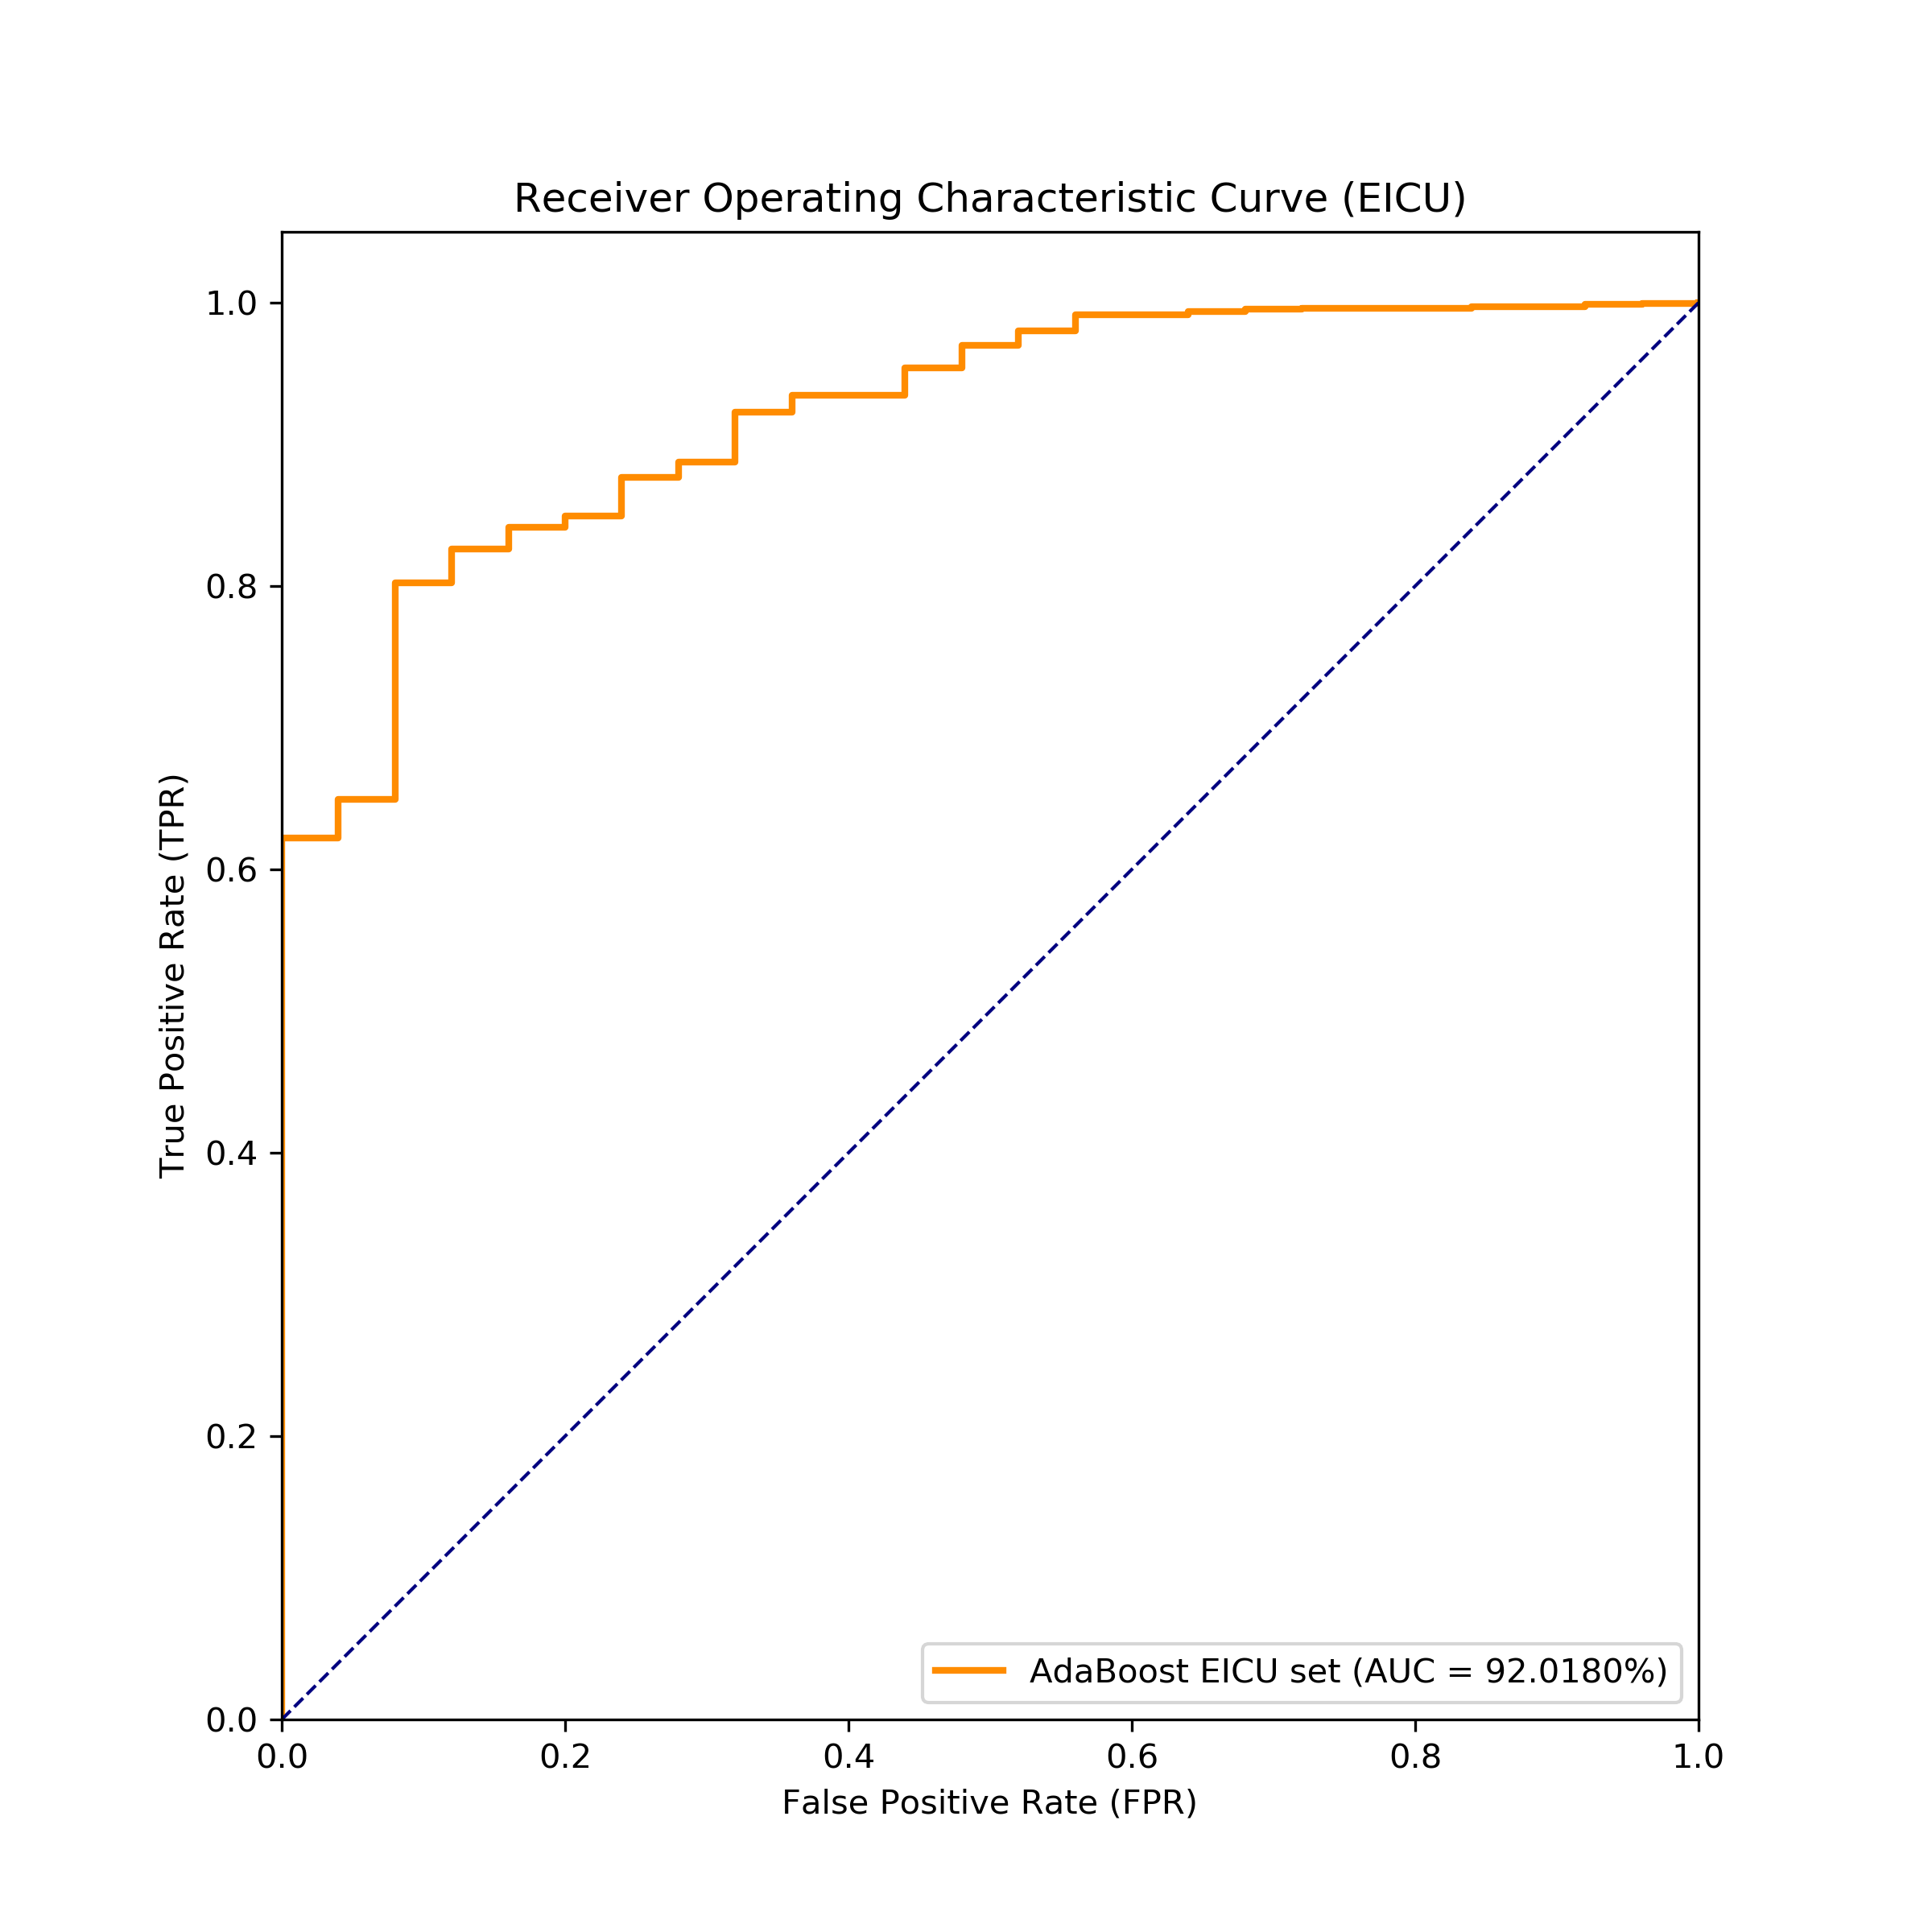 Receiver Operating Characteristic Curve (EICU)
1.0
0.8
0.6
0.4
0.2
0.0
True Positive Rate (TPR)
AdaBoost EICU set (AUC = 92.0180%)
0.0 0.2 0.4 0.6 0.8 1.0
False Positive Rate (FPR)